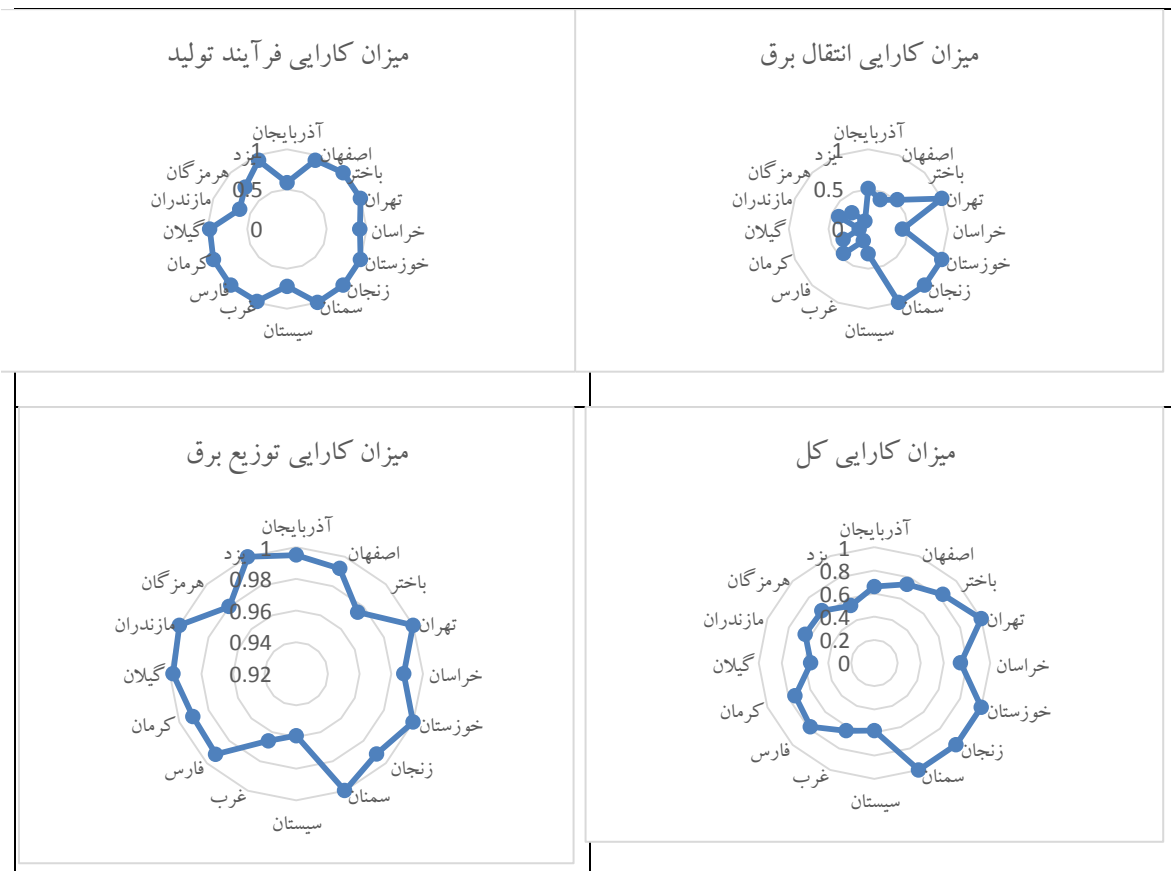 میزان کارایی انتقال برق
آذربایجان
اصفهان
باختر
تهران
خراسان
خوزستان
زنجان
سمنان
سیستان
غرب
فارس
کرمان
گیلان
مازندران
هرمزگان
یزد
1
0.5
0
میزان کارایی فرآیند تولید
آذربایجان
اصفهان
باختر
تهران
خراسان
خوزستان
زنجان
سمنان
سیستان
غرب
فارس
کرمان
گیلان
مازندران
هرمزگان
یزد
1
0.5
0
میزان کارایی کل
آذربایجان
اصفهان
باختر
تهران
خراسان
خوزستان
زنجان
سمنان
سیستان
غرب
فارس
کرمان
گیلان
مازندران
هرمزگان
یزد
1
0.8
0.6
0.4
0.2
0
میزان کارایی توزیع برق
آذربایجان
اصفهان
باختر
تهران
خراسان
خوزستان
زنجان
سمنان
سیستان
غرب
فارس
کرمان
گیلان
مازندران
هرمزگان
یزد
1
0.98
0.96
0.94
0.92